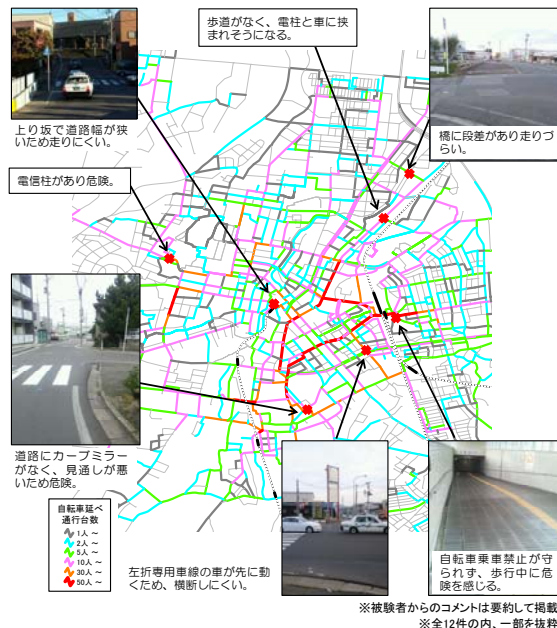 歩道がなく、電柱と車に挟
まれそうになる。
上り坂で道路幅が狭
いため走りにくい。
橋に段差があり走りづ
らい。
電信柱があり危険。
道路にカーブミラー
がなく、見通しが悪
いため危険。
自転車延べ
通行台数
1人 ～
2人 ～
5人 ～
10人 ～
30人 ～
50人 ～
左折専用車線の車が先に動
くため、横断しにくい。
自転車乗車禁止が守
られず、歩行中に危
険を感じる。
※被験者からのコメントは要約して掲載
※全12件の内、一部を抜粋